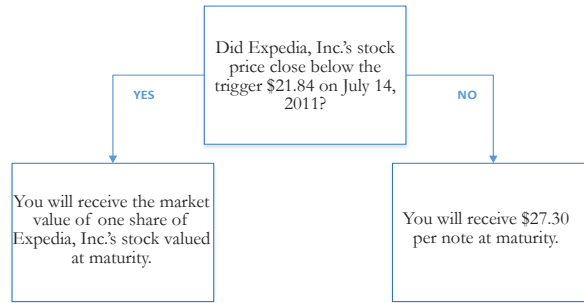 Did Expedia, Inc.'s stock
price close below the
trigger $21.84 on July 14,
2011?
YES
NO
You will receive the market
value of one share of
Expedia, Inc.'s stock valued
at maturity.
You will receive $27.30
per note at maturity.